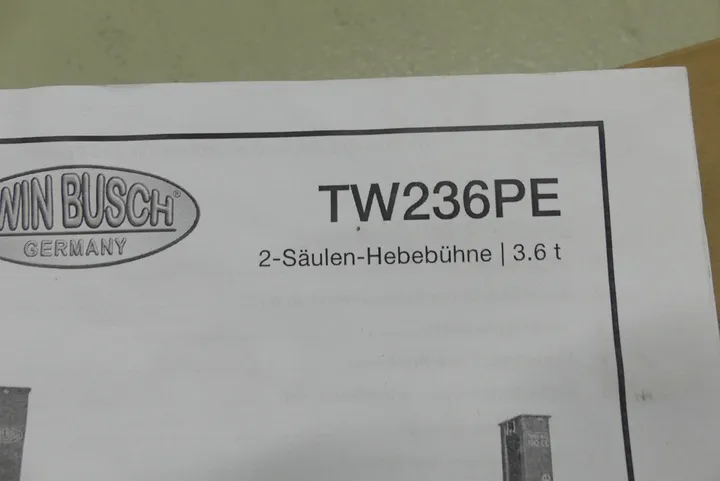 WIN BUSCH®
GERMANY
TW236PE
2-Säulen-Hebebühne | 3.6 t